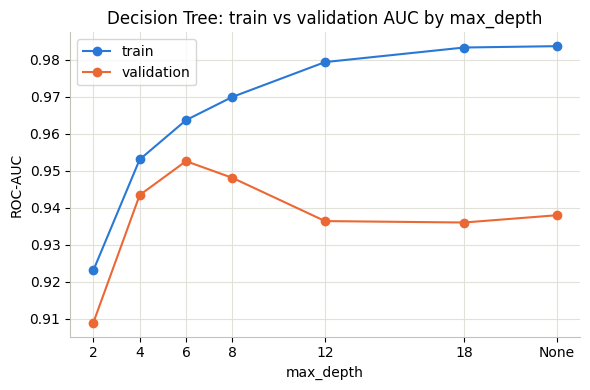 Decision Tree: train vs validation AUC by max_depth
train
validation
ROC-AUC
0.98
0.97
0.96
0.95
0.94
0.93
0.92
0.91
2 4 6 8 12 18 None
max_depth